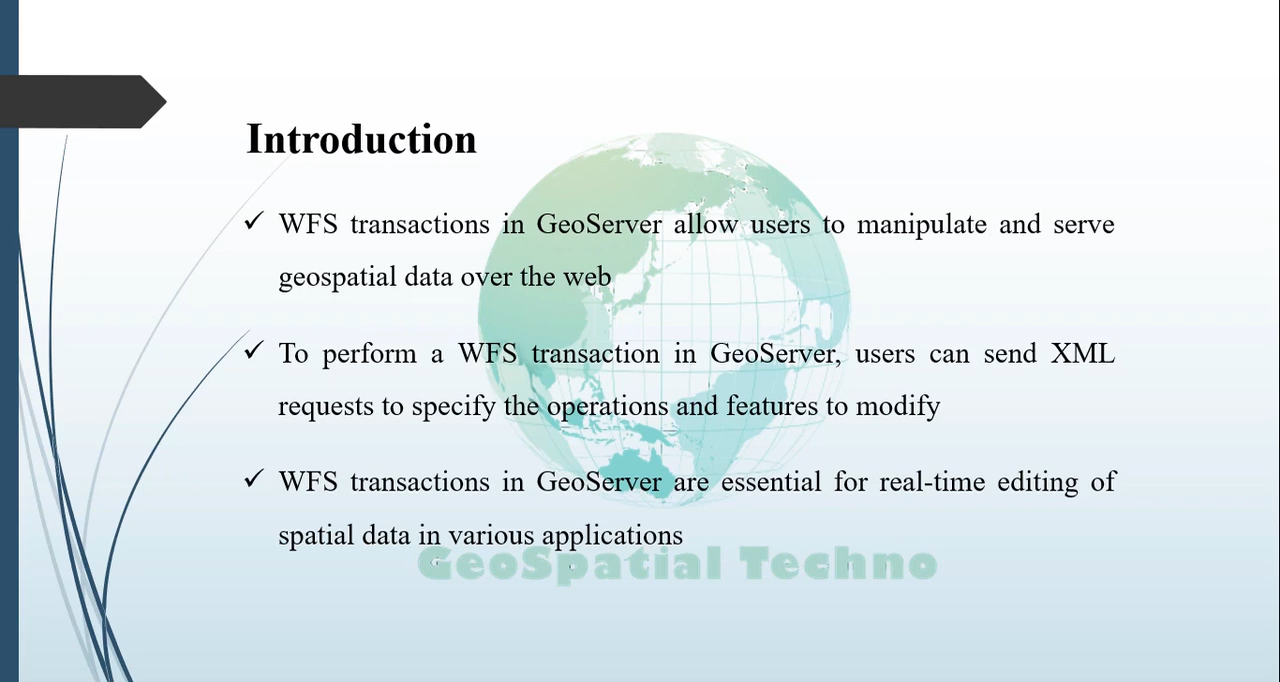 Introduction
✓ WFS transactions in GeoServer allow users to manipulate and serve
geospatial data over the web
✓ To perform a WFS transaction in GeoServer, users can send XML
requests to specify the operations and features to modify
✓ WFS transactions in GeoServer are essential for real-time editing of
spatial data in various applications
GeoSpatial Techno